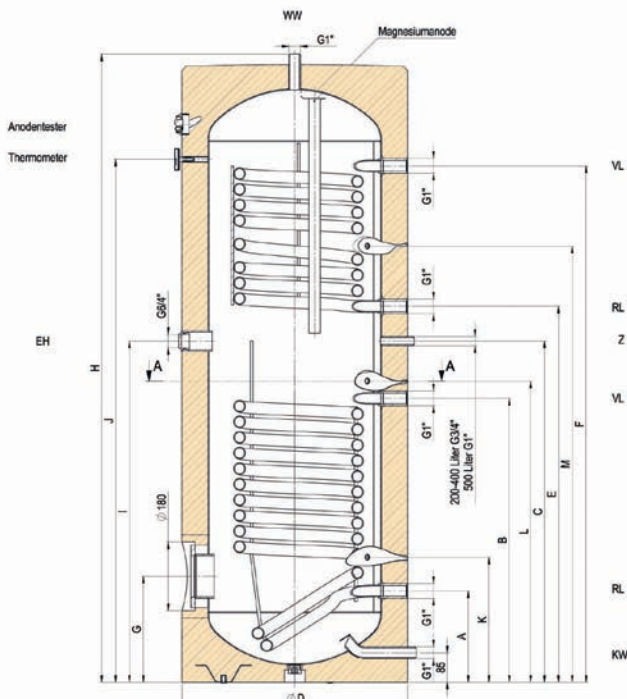 WW
G1"
Magnesiumanode
Anodentester
Thermometer
VL
G1"
G1"
RL
G6/4"
EH
Z
A
A
VL
G1"
200-400 Liter G3/4"
500 Liter G1"
H
J
I
F
M
E
C
L
B
Ø180
G
K
A
RL
G1"
G1"
85
KW
ØD